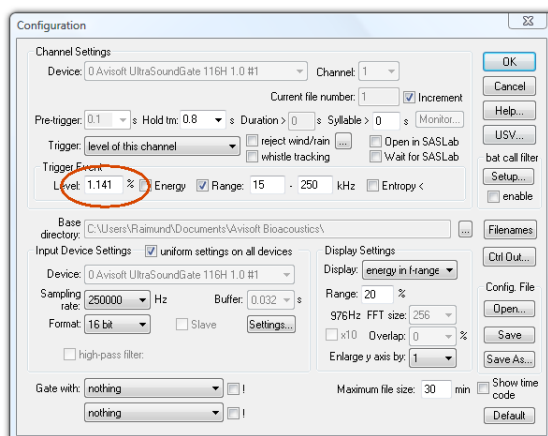 Configuration
Channel Settings
Device: 0 Avisoft UltraSoundGate 116H 1.0 #1 Channel: 1
OK
Current file number: 1 Increment
Cancel
Pre-trigger: 0.1 s Hold tm: 0.8 s Duration > 0 s Syllable > 0 s Monitor...
Help...
Trigger: level of this channel reject wind/rain ... Open in SASLab
USV...
whistle tracking Wait for SASLab
bat call filter
Trigger Event
Setup...
Level: 1.141 % Energy Range: 15 - 250 kHz Entropy <
enable
Base directory: C:\Users\Raimund\Documents\Avisoft Bioacoustics\ ...
Filenames
Input Device Settings uniform settings on all devices
Display Settings
Ctrl Out...
Device: 0 Avisoft UltraSoundGate 116H 1.0 #1
Display: energy in f-range
Config. File
Sampling rate: 250000 Hz Buffer: 0.032 s
Range: 20 %
Open...
976Hz FFT size: 256
Format: 16 bit Slave Settings...
x10 Overlap: 0 %
Save
high-pass filter:
Enlarge y axis by: 1
Save As...
Gate with: nothing !
Maximum file size: 30 min
Show time code
nothing !
Default